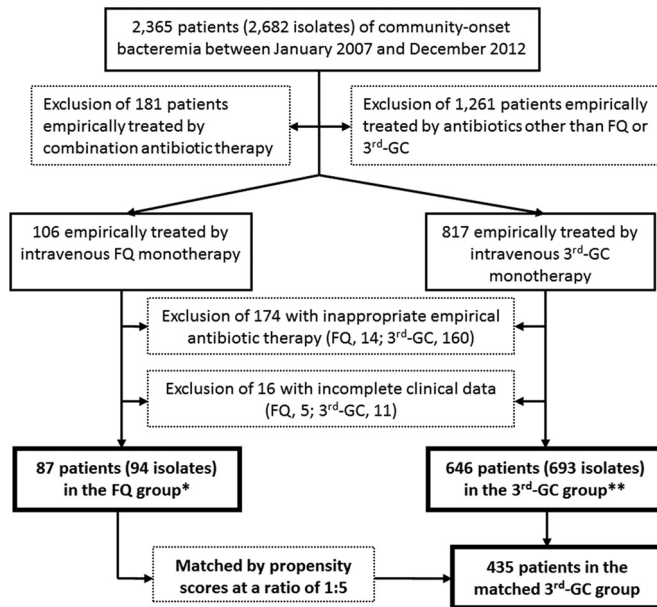 2,365 patients (2,682 isolates) of community-onset
bacteremia between January 2007 and December 2012
Exclusion of 181 patients
empirically treated by
combination antibiotic therapy
Exclusion of 1,261 patients empirically
treated by antibiotics other than FQ or
3rd-GC
106 empirically treated by
intravenous FQ monotherapy
817 empirically treated by
intravenous 3rd-GC
monotherapy
Exclusion of 174 with inappropriate empirical
antibiotic therapy (FQ, 14; 3rd-GC, 160)
Exclusion of 16 with incomplete clinical data
(FQ, 5; 3rd-GC, 11)
87 patients (94 isolates)
in the FQ group*
646 patients (693 isolates)
in the 3rd-GC group**
Matched by propensity
scores at a ratio of 1:5
435 patients in the
matched 3rd-GC group